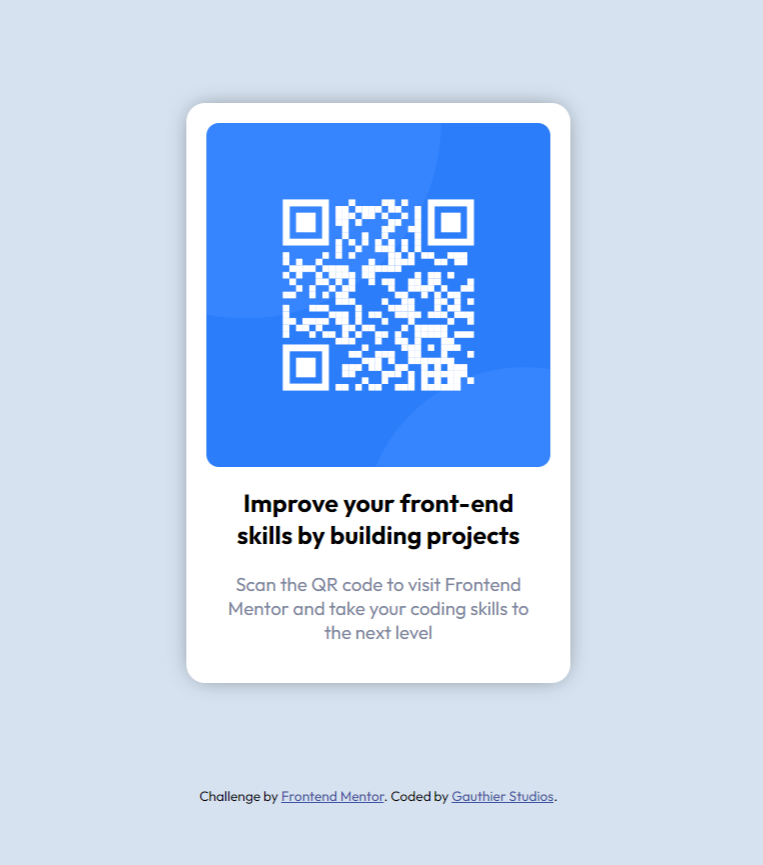 Improve your front-end
skills by building projects
Scan the QR code to visit Frontend
Mentor and take your coding skills to
the next level
Challenge by Frontend Mentor. Coded by Gauthier Studios.